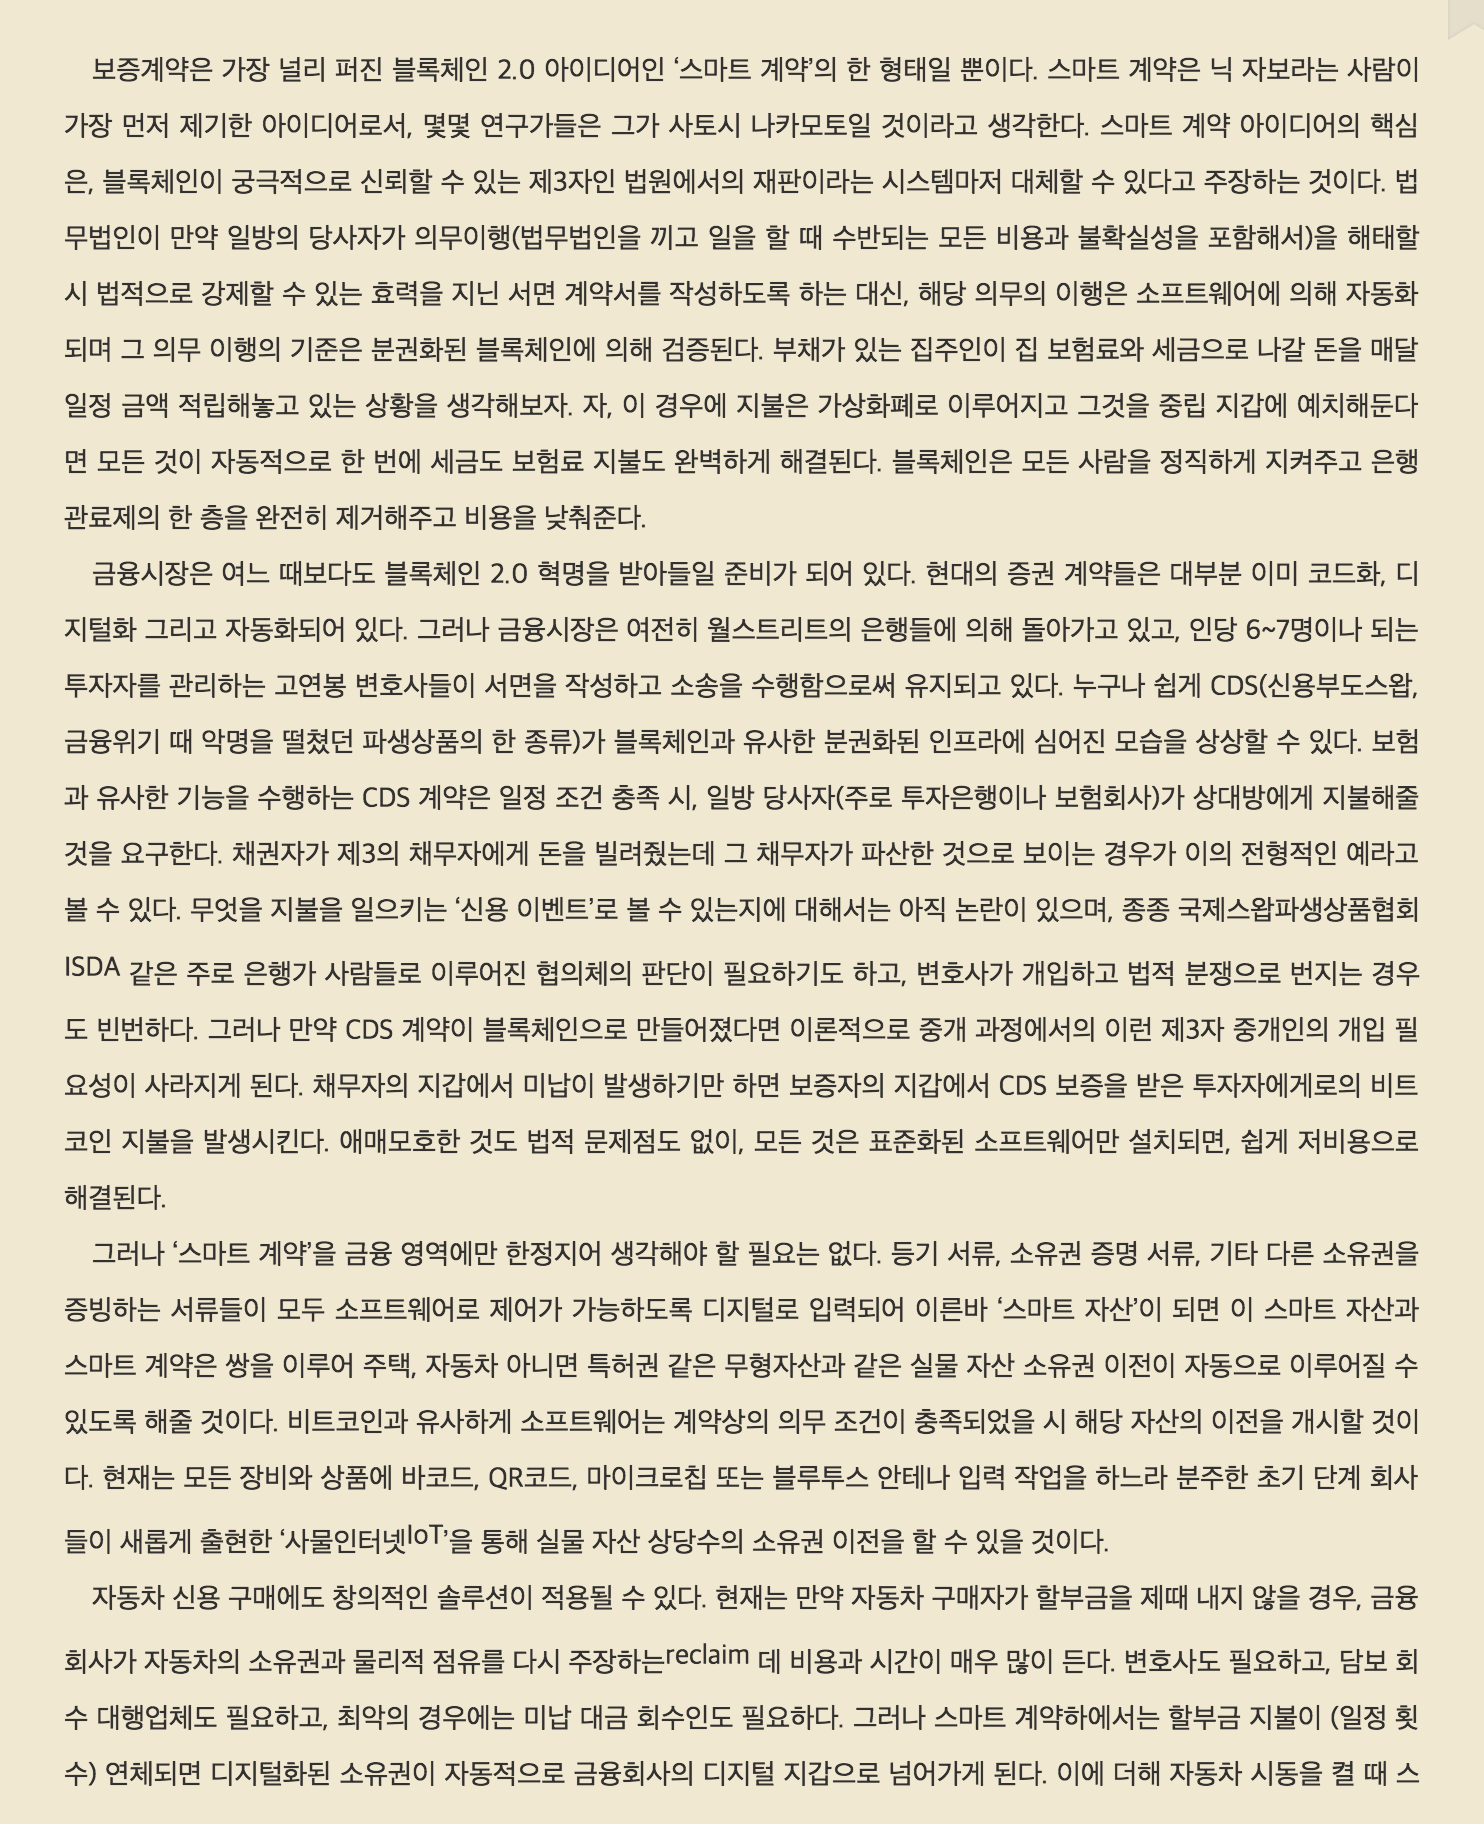 보증계약은 가장 널리 퍼진 블록체인 2.0 아이디어인 ‘스마트 계약’의 한 형태일 뿐이다. 스마트 계약은 닉 자보라는 사람이
가장 먼저 제기한 아이디어로서, 몇몇 연구가들은 그가 사토시 나카모토일 것이라고 생각한다. 스마트 계약 아이디어의 핵심
은, 블록체인이 궁극적으로 신뢰할 수 있는 제3자인 법원에서의 재판이라는 시스템마저 대체할 수 있다고 주장하는 것이다. 법
무법인이 만약 일방의 당사자가 의무이행(법무법인을 끼고 일을 할 때 수반되는 모든 비용과 불확실성을 포함해서)을 해태할
시 법적으로 강제할 수 있는 효력을 지닌 서면 계약서를 작성하도록 하는 대신, 해당 의무의 이행은 소프트웨어에 의해 자동화
되며 그 의무 이행의 기준은 분권화된 블록체인에 의해 검증된다. 부채가 있는 집주인이 집 보험료와 세금으로 나갈 돈을 매달
일정 금액 적립해놓고 있는 상황을 생각해보자. 자, 이 경우에 지불은 가상화폐로 이루어지고 그것을 중립 지갑에 예치해둔다
면 모든 것이 자동적으로 한 번에 세금도 보험료 지불도 완벽하게 해결된다. 블록체인은 모든 사람을 정직하게 지켜주고 은행
관료제의 한 층을 완전히 제거해주고 비용을 낮춰준다.
금융시장은 여느 때보다도 블록체인 2.0 혁명을 받아들일 준비가 되어 있다. 현대의 증권 계약들은 대부분 이미 코드화, 디
지털화 그리고 자동화되어 있다. 그러나 금융시장은 여전히 월스트리트의 은행들에 의해 돌아가고 있고, 인당 6~7명이나 되는
투자자를 관리하는 고연봉 변호사들이 서면을 작성하고 소송을 수행함으로써 유지되고 있다. 누구나 쉽게 CDS(신용부도스왑,
금융위기 때 악명을 떨쳤던 파생상품의 한 종류)가 블록체인과 유사한 분권화된 인프라에 심어진 모습을 상상할 수 있다. 보험
과 유사한 기능을 수행하는 CDS 계약은 일정 조건 충족 시, 일방 당사자(주로 투자은행이나 보험회사)가 상대방에게 지불해줄
것을 요구한다. 채권자가 제3의 채무자에게 돈을 빌려줬는데 그 채무자가 파산한 것으로 보이는 경우가 이의 전형적인 예라고
볼 수 있다. 무엇을 지불을 일으키는 ‘신용 이벤트’로 볼 수 있는지에 대해서는 아직 논란이 있으며, 종종 국제스왑파생상품협회
ISDA 같은 주로 은행가 사람들로 이루어진 협의체의 판단이 필요하기도 하고, 변호사가 개입하고 법적 분쟁으로 번지는 경우
도 빈번하다. 그러나 만약 CDS 계약이 블록체인으로 만들어졌다면 이론적으로 중개 과정에서의 이런 제3자 중개인의 개입 필
요성이 사라지게 된다. 채무자의 지갑에서 미납이 발생하기만 하면 보증자의 지갑에서 CDS 보증을 받은 투자자에게로의 비트
코인 지불을 발생시킨다. 애매모호한 것도 법적 문제점도 없이, 모든 것은 표준화된 소프트웨어만 설치되면, 쉽게 저비용으로
해결된다.
그러나 ‘스마트 계약’을 금융 영역에만 한정지어 생각해야 할 필요는 없다. 등기 서류, 소유권 증명 서류, 기타 다른 소유권을
증빙하는 서류들이 모두 소프트웨어로 제어가 가능하도록 디지털로 입력되어 이른바 ‘스마트 자산’이 되면 이 스마트 자산과
스마트 계약은 쌍을 이루어 주택, 자동차 아니면 특허권 같은 무형자산과 같은 실물 자산 소유권 이전이 자동으로 이루어질 수
있도록 해줄 것이다. 비트코인과 유사하게 소프트웨어는 계약상의 의무 조건이 충족되었을 시 해당 자산의 이전을 개시할 것이
다. 현재는 모든 장비와 상품에 바코드, QR코드, 마이크로칩 또는 블루투스 안테나 입력 작업을 하느라 분주한 초기 단계 회사
들이 새롭게 출현한 ‘사물인터넷IoT’을 통해 실물 자산 상당수의 소유권 이전을 할 수 있을 것이다.
자동차 신용 구매에도 창의적인 솔루션이 적용될 수 있다. 현재는 만약 자동차 구매자가 할부금을 제때 내지 않을 경우, 금융
회사가 자동차의 소유권과 물리적 점유를 다시 주장하는reclaim 데 비용과 시간이 매우 많이 든다. 변호사도 필요하고, 담보 회
수 대행업체도 필요하고, 최악의 경우에는 미납 대금 회수인도 필요하다. 그러나 스마트 계약하에서는 할부금 지불이 (일정 횟
수) 연체되면 디지털화된 소유권이 자동적으로 금융회사의 디지털 지갑으로 넘어가게 된다. 이에 더해 자동차 시동을 켤 때 스